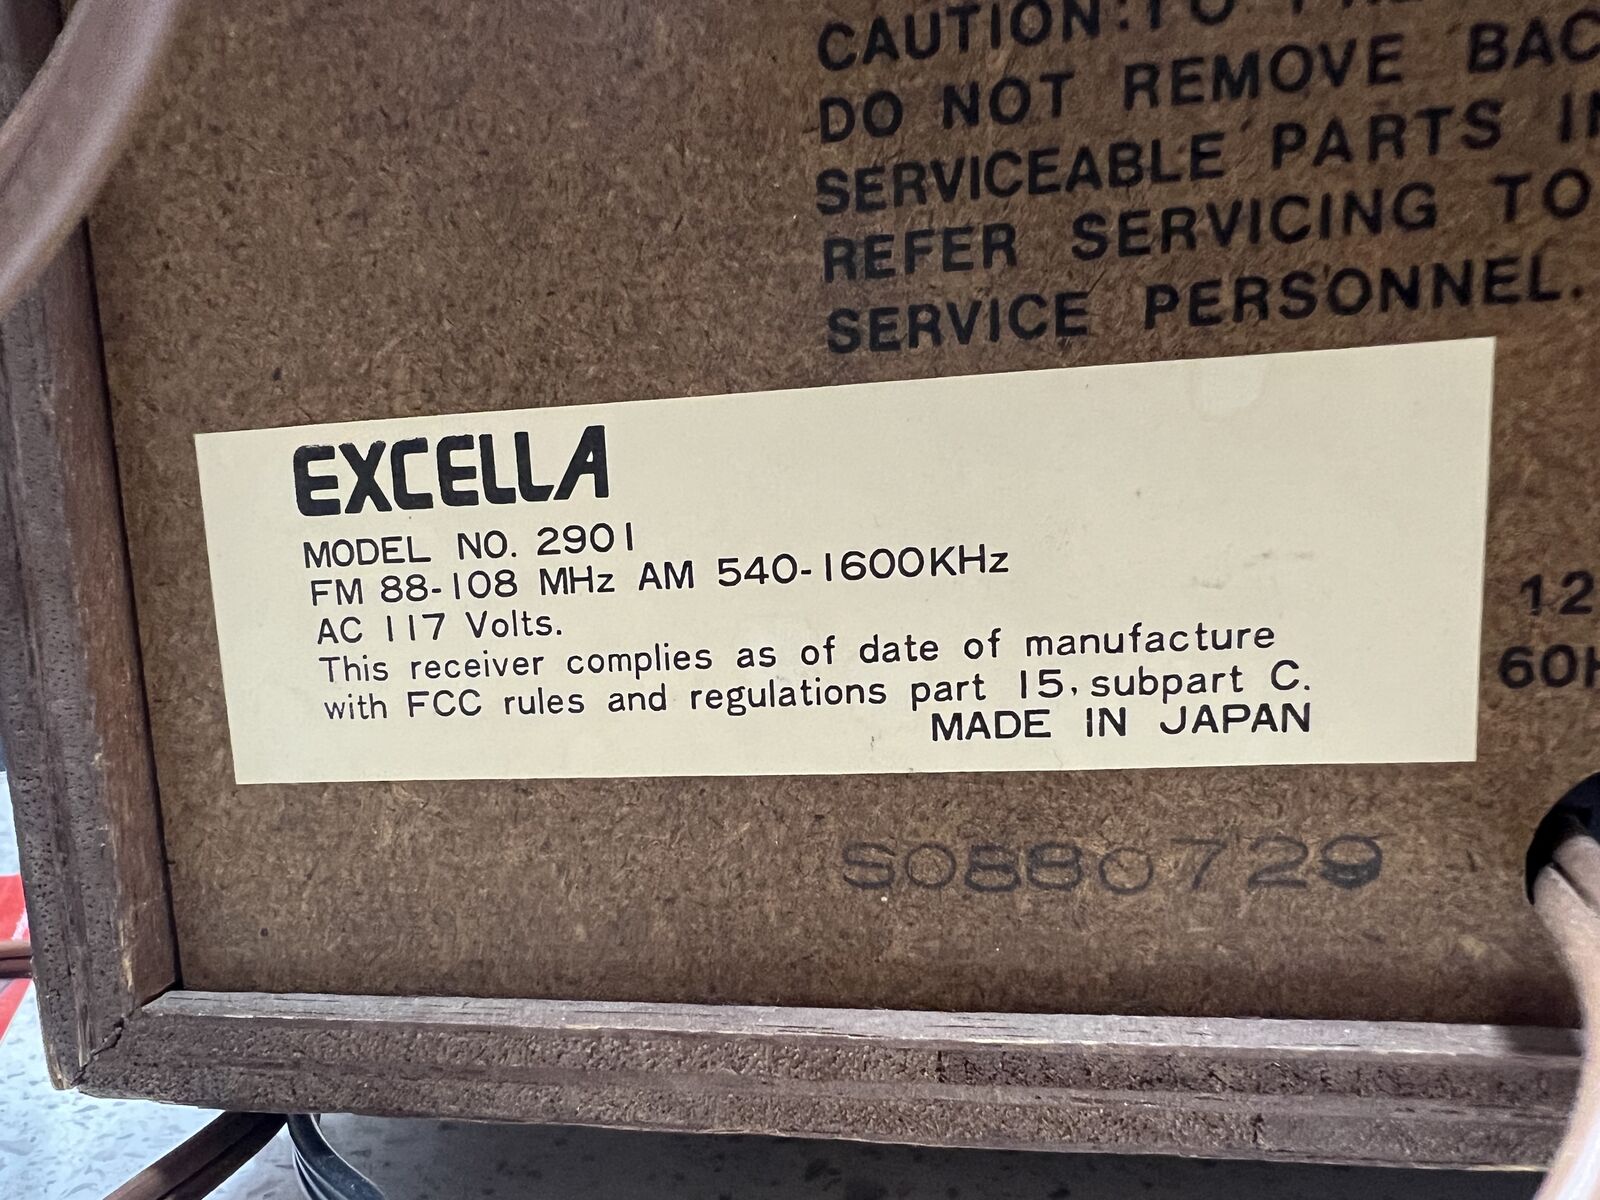 CAUTION: TO
DO NOT REMOVE
SERVICEABLE PARTS
REFER SERVICING TO
SERVICE PERSONNEL.
EXCELLA
MODEL NO. 2901
FM 88-108 MHz AM 540-1600KHz
AC 117 Volts.
This receiver complies as of date of manufacture
with FCC rules and regulations part 15, subpart C.
MADE IN JAPAN
S0880729